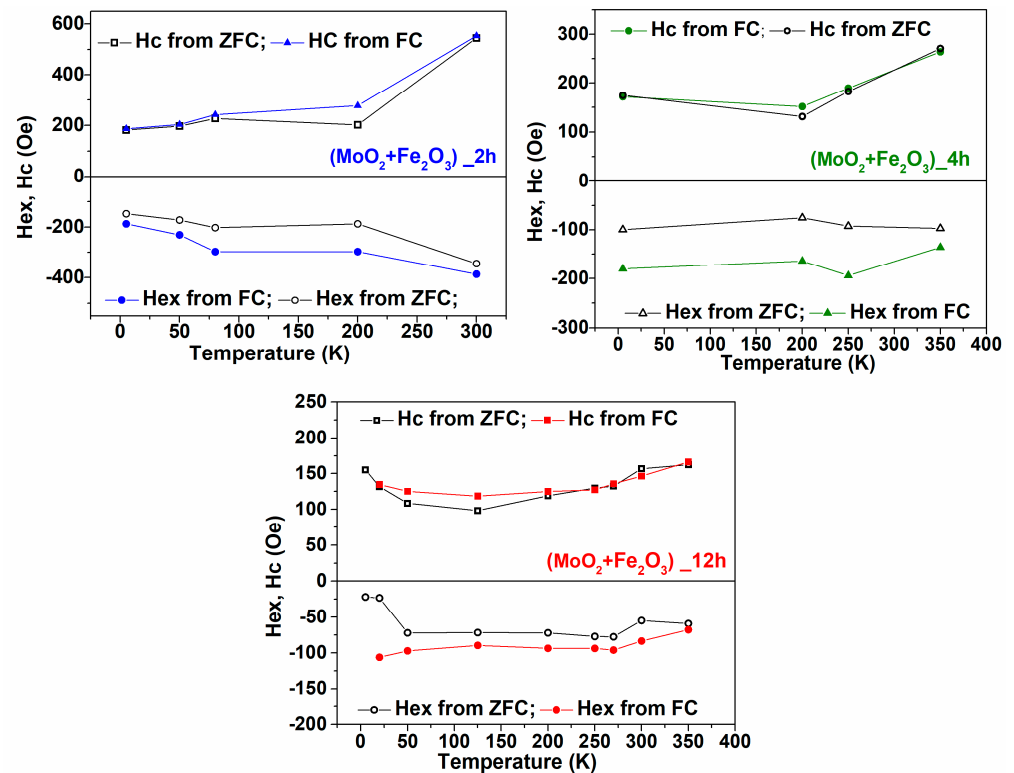 600
400
200
0
-200
-400
Hc from ZFC; HC from FC
(MoO₂+Fe₂O₃) _2h
Hex from FC; Hex from ZFC;
0 50 100 150 200 250 300
Temperature (K)
Hex, Hc (Oe)
300
200
100
0
-100
-200
-300
Hc from FC; Hc from ZFC
(MoO₂+Fe₂O₃)_4h
Hex from ZFC; Hex from FC
0 50 100 150 200 250 300 350 400
Temperature (K)
Hex, Hc (Oe)
250
200
150
100
50
0
-50
-100
-150
-200
Hc from ZFC; Hc from FC
(MoO₂+Fe₂O₃) _12h
Hex from ZFC; Hex from FC
0 50 100 150 200 250 300 350 400
Temperature (K)
Hex, Hc (Oe)